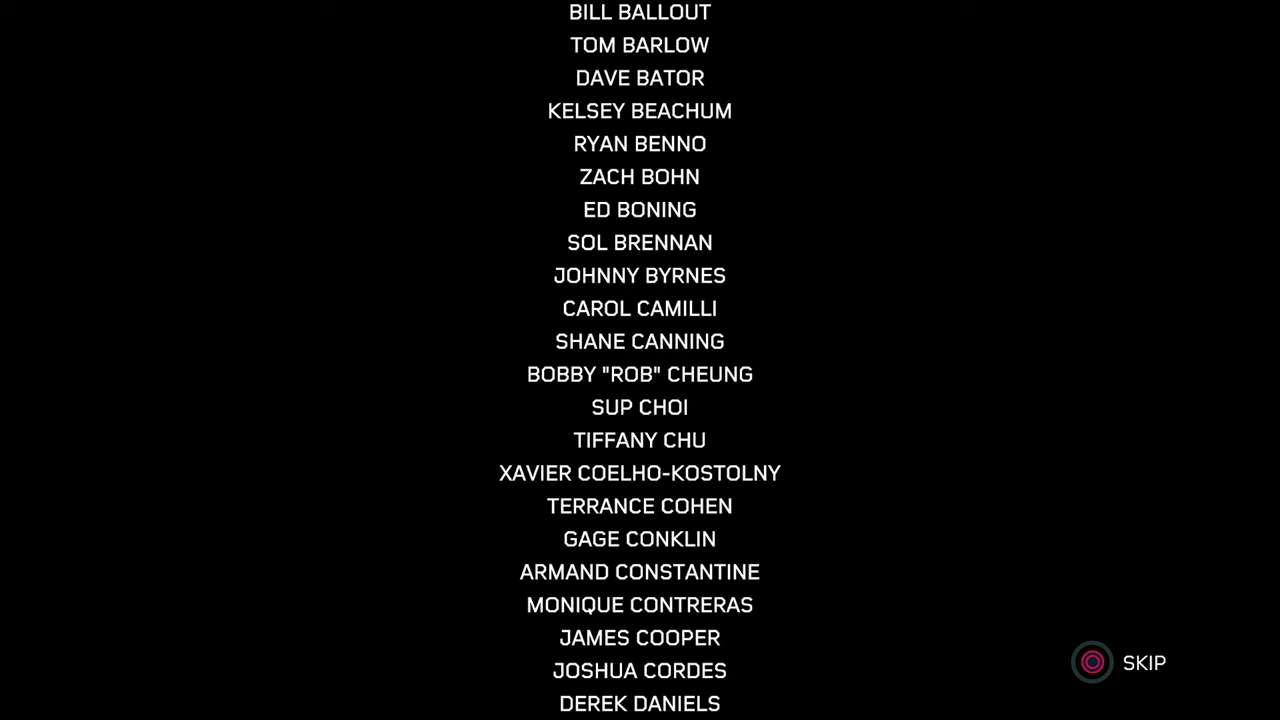 BILL BALLOUT
TOM BARLOW
DAVE BATOR
KELSEY BEACHUM
RYAN BENNO
ZACH BOHN
ED BONING
SOL BRENNAN
JOHNNY BYRNES
CAROL CAMILLI
SHANE CANNING
BOBBY "ROB" CHEUNG
SUP CHOI
TIFFANY CHU
XAVIER COELHO-KOSTOLNY
TERRANCE COHEN
GAGE CONKLIN
ARMAND CONSTANTINE
MONIQUE CONTRERAS
JAMES COOPER
JOSHUA CORDES
DEREK DANIELS
SKIP